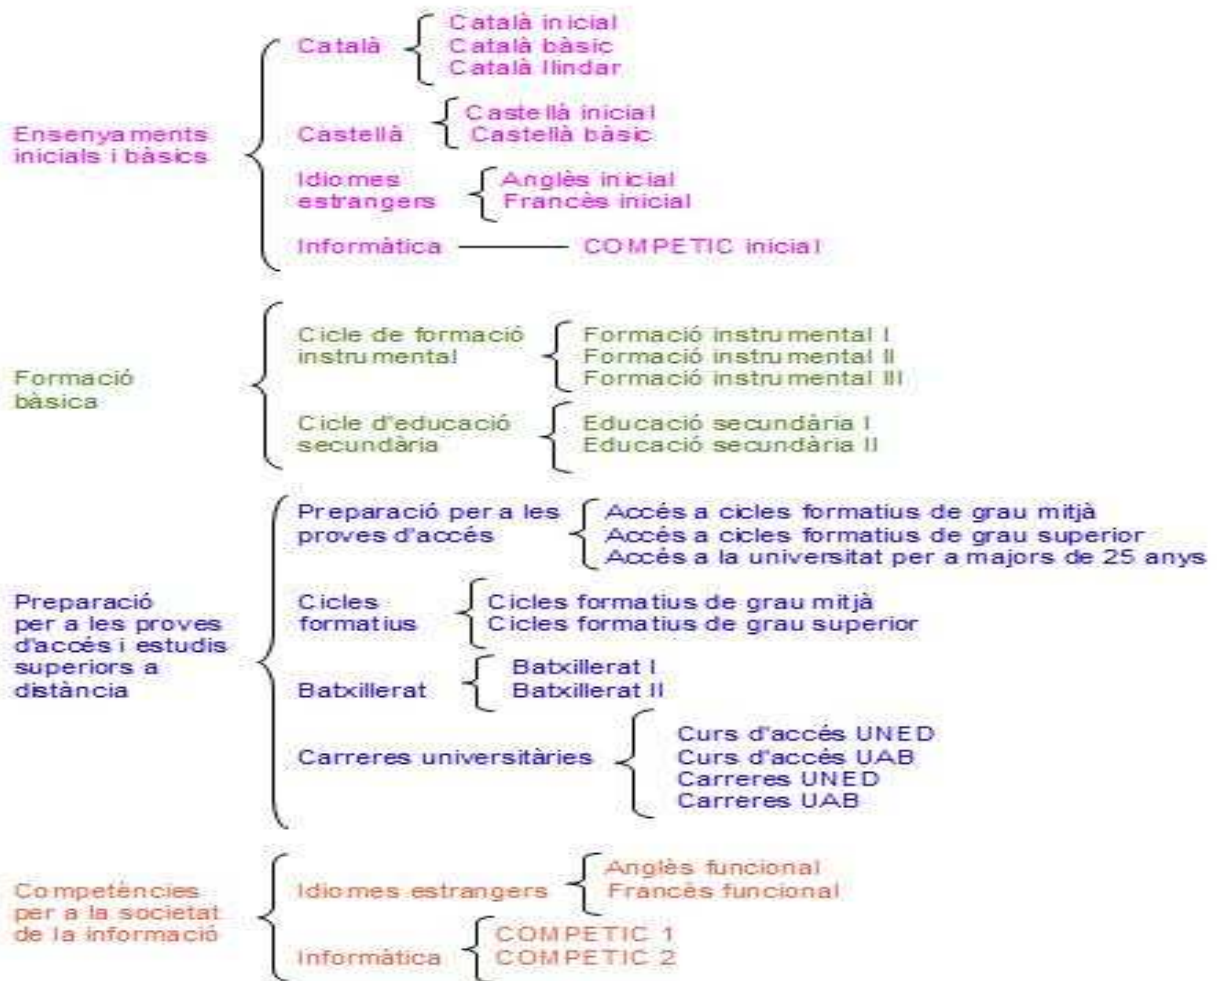 Ensenyaments
inicials i bàsics
Català
Català inicial
Català bàsic
Català llindar
Castellà
Castellà inicial
Castellà bàsic
Idiomes
estrangers
Anglès inicial
Francès inicial
Informàtica
COMPETIC inicial
Formació
bàsica
Cicle de formació
instrumental
Formació instrumental I
Formació instrumental II
Formació instrumental III
Cicle d'educació
secundària
Educació secundària I
Educació secundària II
Preparació
per a les proves
d'accés i estudis
superiors a
distància
Preparació per a les
proves d'accés
Accés a cicles formatius de grau mitjà
Accés a cicles formatius de grau superior
Accés a la universitat per a majors de 25 anys
Cicles
formatius
Cicles formatius de grau mitjà
Cicles formatius de grau superior
Batxillerat
Batxillerat I
Batxillerat II
Carreres universitàries
Curs d'accés UNED
Curs d'accés UAB
Carreres UNED
Carreres UAB
Competències
per a la societat
de la informació
Idiomes estrangers
Anglès funcional
Francès funcional
Informàtica
COMPETIC 1
COMPETIC 2